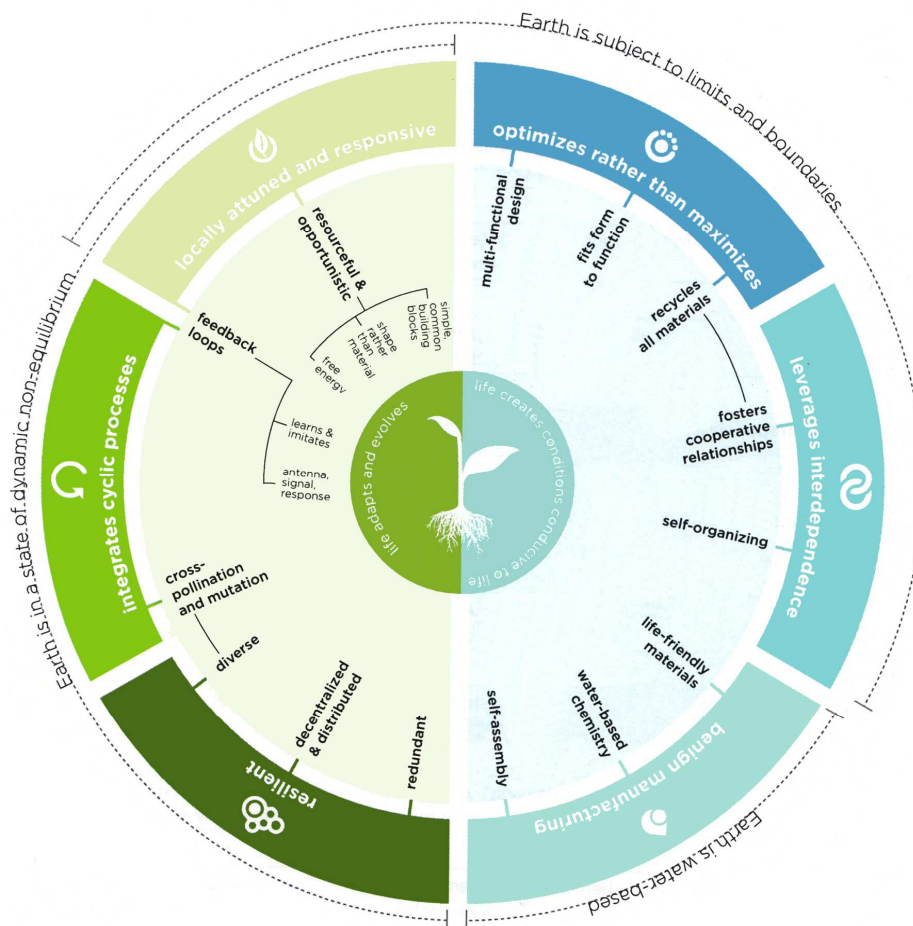 Earth is subject to limits and boundaries
optimizes rather than maximizes
multi-functional
design
fits form
to function
recycles
all materials
leverages interdependence
fosters
cooperative
relationships
self-organizing
benign manufacturing
life-friendly
materials
water-based
chemistry
self-assembly
Earth is water-based
resilient
redundant
decentralized
& distributed
diverse
cross-
pollination
and mutation
Earth is in a state of dynamic non-equilibrium
integrates cyclic processes
feedback
loops
learns &
imitates
antenna,
signal,
response
locally attuned and responsive
resourceful &
opportunistic
free
energy
shape
rather
than
material
simple,
common
building
blocks
life adapts and evolves
life creates conditions conducive to life